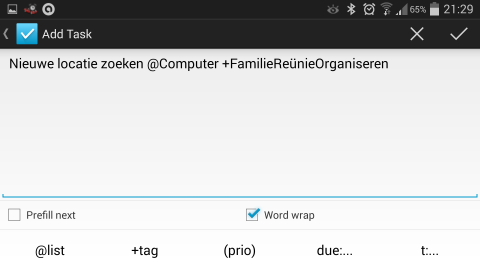 65% 21:29
Add Task
Nieuwe locatie zoeken @Computer +FamilieReünieOrganiseren
Prefill next Word wrap
@list +tag (prio) due:... t:...